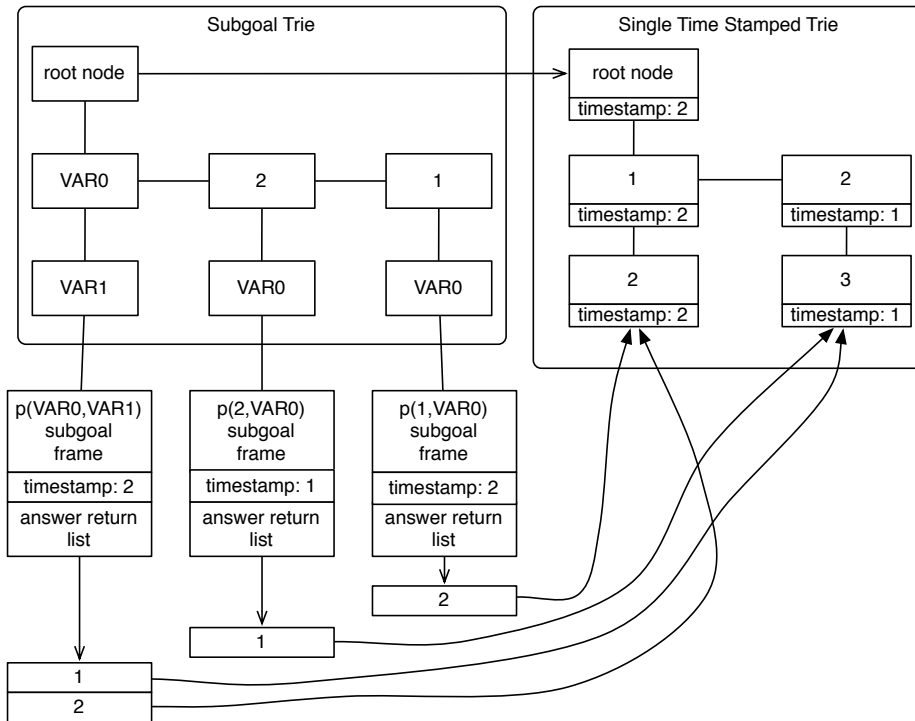 Subgoal Trie
root node
VAR0
2
1
VAR1
VAR0
VAR0
Single Time Stamped Trie
root node
timestamp: 2
1
timestamp: 2
2
timestamp: 1
2
timestamp: 2
3
timestamp: 1
p(VAR0,VAR1)
subgoal
frame
timestamp: 2
answer return
list
p(2,VAR0)
subgoal
frame
timestamp: 1
answer return
list
p(1,VAR0)
subgoal
frame
timestamp: 2
answer return
list
2
1
1
2